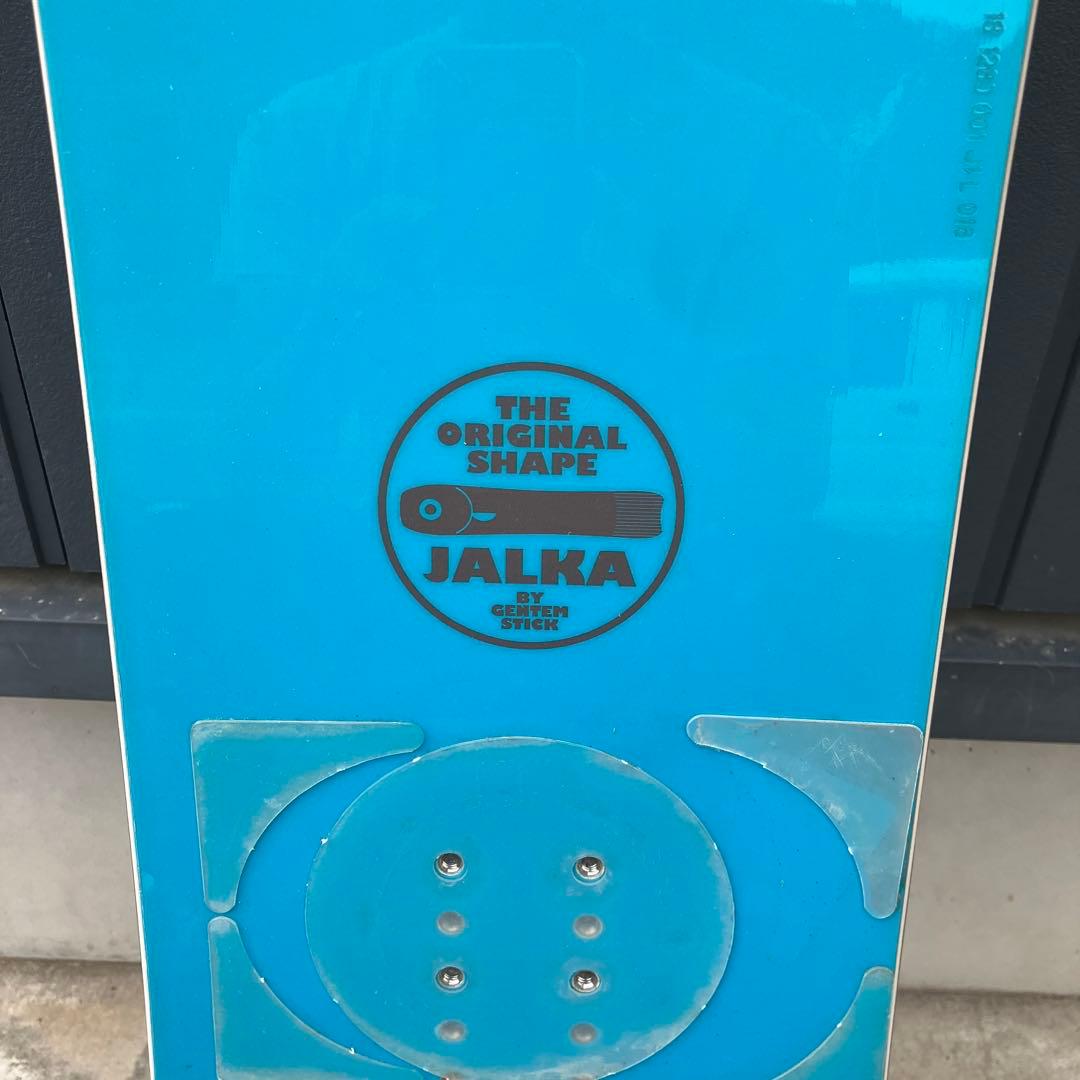 THE
ORIGINAL
SHAPE
JALKA
BY
GENTEM
STICK